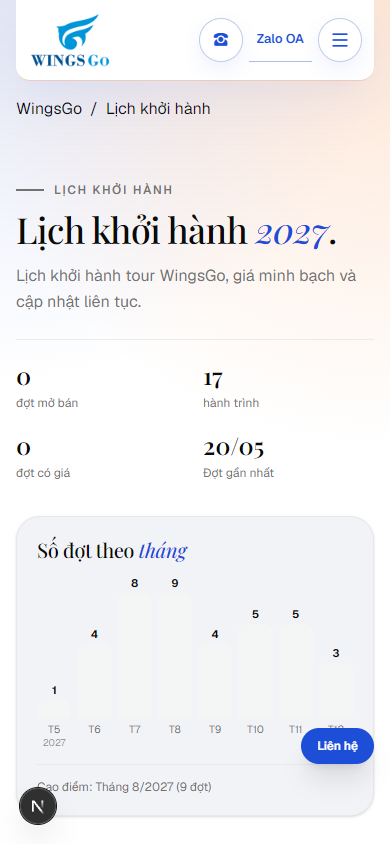 WINGS Go
Zalo OA
WingsGo / Lịch khởi hành
LỊCH KHỞI HÀNH
Lịch khởi hành 2027.
Lịch khởi hành tour WingsGo, giá minh bạch và
cập nhật liên tục.
0
đợt mở bán
17
hành trình
0
đợt có giá
20/05
Đợt gần nhất
Số đợt theo tháng
1 4 8 9 4 5 5 3
T5 T6 T7 T8 T9 T10 T11
2027
Liên hệ
Cao điểm: Tháng 8/2027 (9 đợt)
N